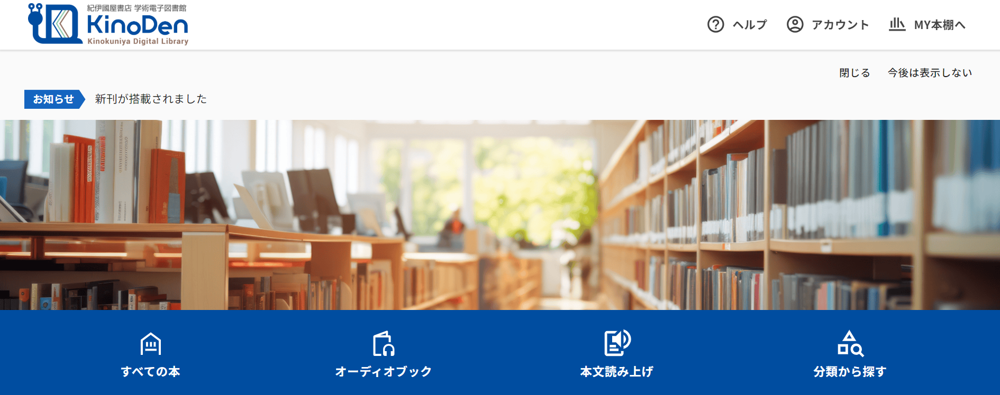 紀伊國屋書店 学術電子図書館
KinoDen
Kinokuniya Digital Library
ヘルプ
アカウント
MY本棚へ
閉じる
今後は表示しない
お知らせ
新刊が搭載されました
すべての本
オーディオブック
本文読み上げ
分類から探す